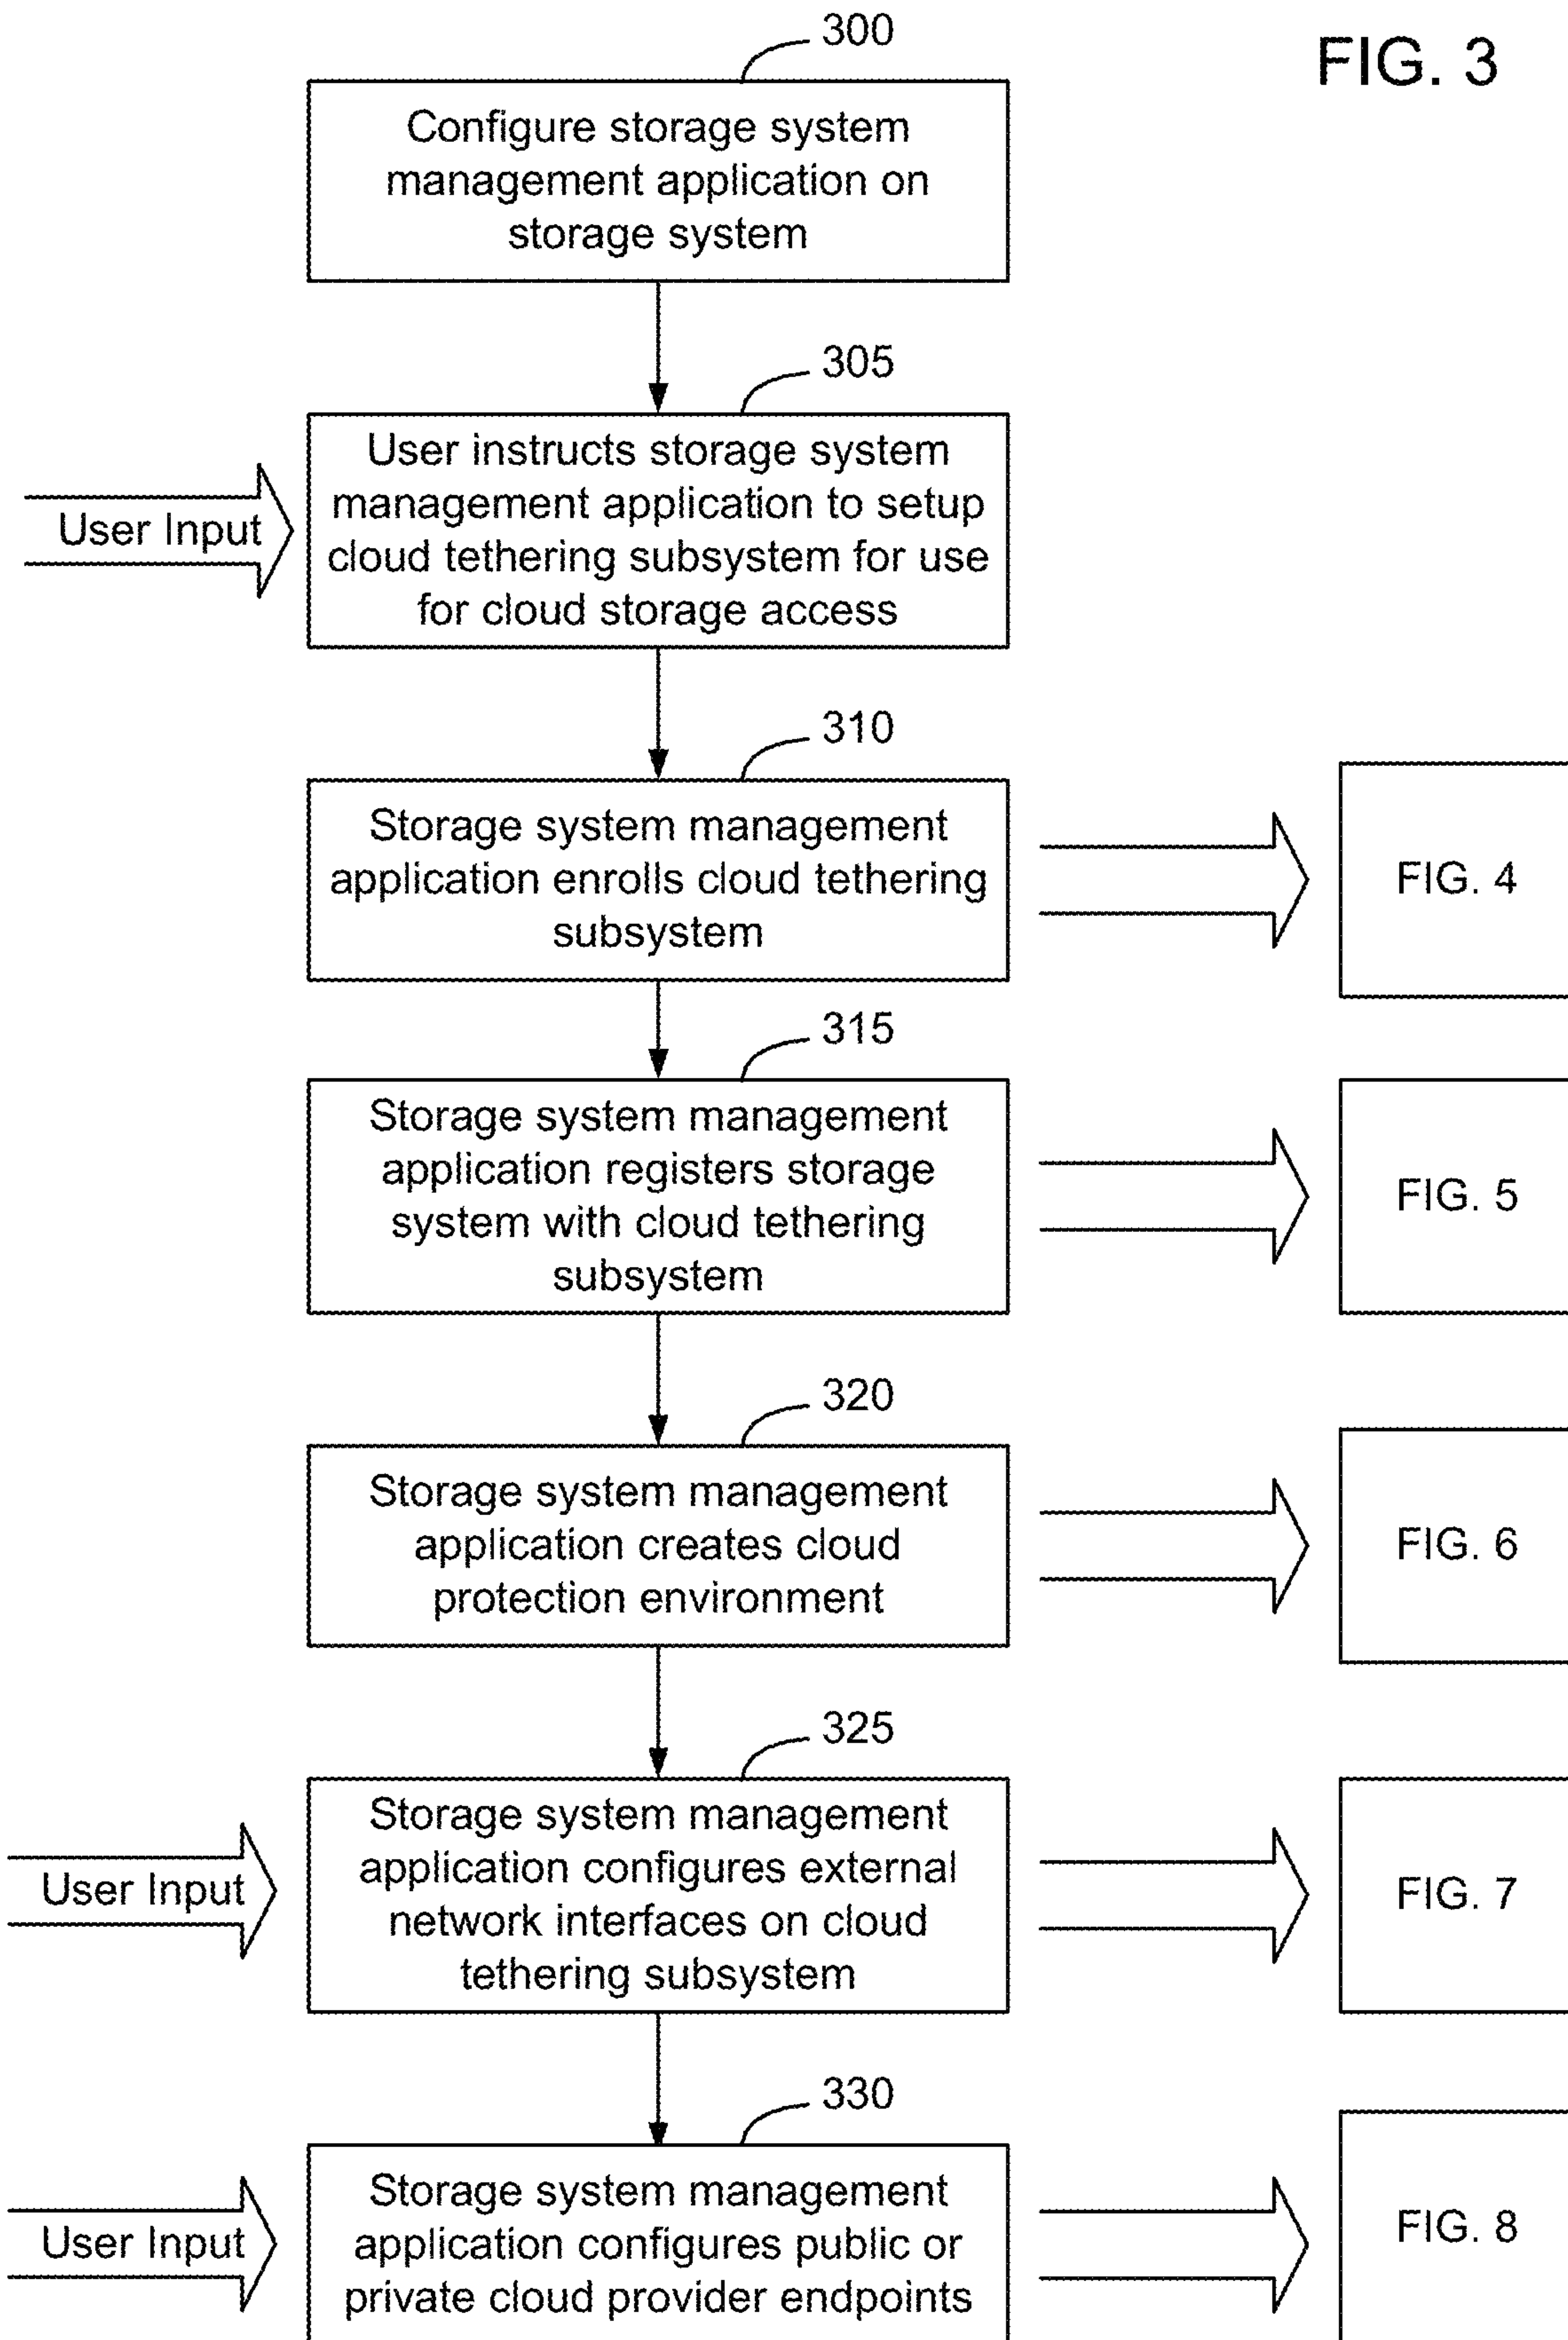 FIG. 3
300
Configure storage system
management application on
storage system
305
User Input
User instructs storage system
management application to setup
cloud tethering subsystem for use
for cloud storage access
310
Storage system management
application enrolls cloud tethering
subsystem
FIG. 4
315
Storage system management
application registers storage
system with cloud tethering
subsystem
FIG. 5
320
Storage system management
application creates cloud
protection environment
FIG. 6
325
User Input
Storage system management
application configures external
network interfaces on cloud
tethering subsystem
FIG. 7
330
User Input
Storage system management
application configures public or
private cloud provider endpoints
FIG. 8